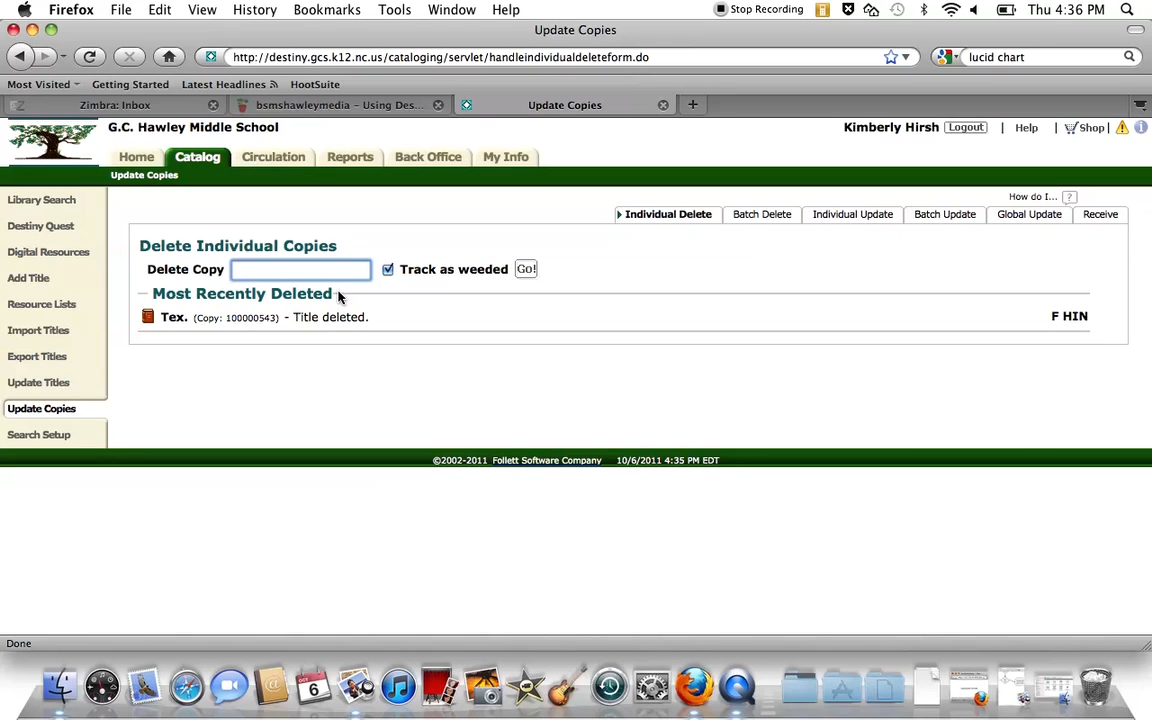 Firefox File Edit View History Bookmarks Tools Window Help Stop Recording Thu 4:36 PM
Update Copies
http://destiny.gcs.k12.nc.us/cataloging/servlet/handleindividualdeleteform.do lucid chart
Most Visited Getting Started Latest Headlines HootSuite
Zimbra: Inbox bsmshawleymedia - Using Des... Update Copies
G.C. Hawley Middle School Kimberly Hirsh Logout | Help | Shop
Home Catalog Circulation Reports Back Office My Info
Update Copies
Library Search
Destiny Quest
Digital Resources
Add Title
Resource Lists
Import Titles
Export Titles
Update Titles
Update Copies
Search Setup
How do I... ?
Individual Delete Batch Delete Individual Update Batch Update Global Update Receive
Delete Individual Copies
Delete Copy Track as weeded Go!
Most Recently Deleted
Tex. (Copy: 100000543) - Title deleted. F HIN
©2002-2011 Follett Software Company 10/6/2011 4:35 PM EDT
Done
OCT
6